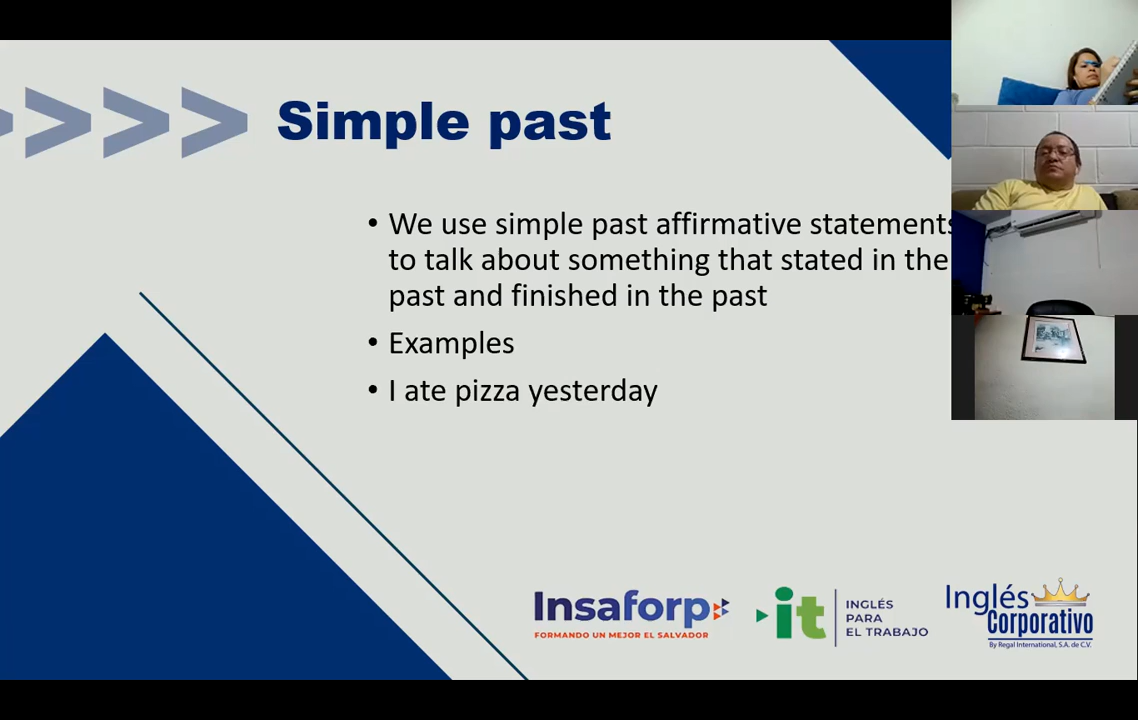 Simple past
• We use simple past affirmative statements
to talk about something that stated in the
past and finished in the past
• Examples
• I ate pizza yesterday
Insaforp
FORMANDO UN MEJOR EL SALVADOR
it
INGLÉS
PARA
EL TRABAJO
Inglés
Corporativo
By Regal International, S.A. de C.V.